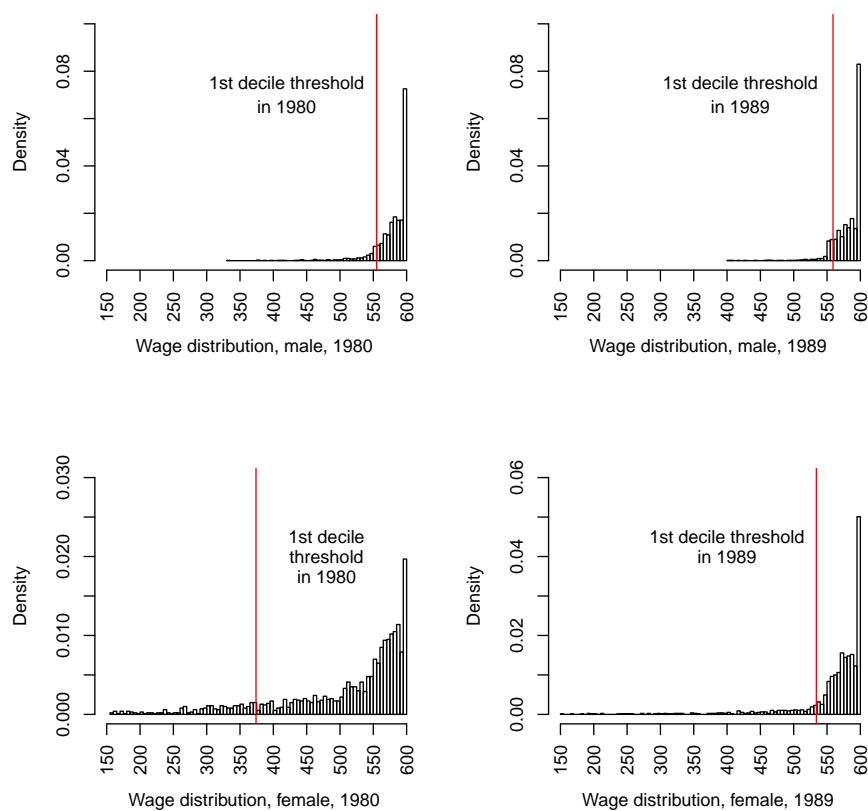 Density
0.00
0.04
0.08
1st decile threshold
in 1980
150 200 250 300 350 400 450 500 550 600
Wage distribution, male, 1980
Density
0.00
0.04
0.08
1st decile threshold
in 1989
150 200 250 300 350 400 450 500 550 600
Wage distribution, male, 1989
Density
0.000
0.010
0.020
0.030
1st decile
threshold
in 1980
150 200 250 300 350 400 450 500 550 600
Wage distribution, female, 1980
Density
0.00
0.02
0.04
0.06
1st decile threshold
in 1989
150 200 250 300 350 400 450 500 550 600
Wage distribution, female, 1989